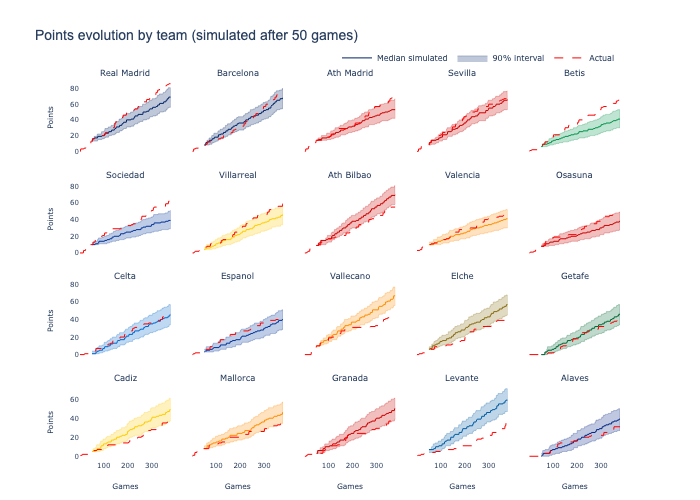 Points evolution by team (simulated after 50 games)
Median simulated 90% interval Actual
Real Madrid Barcelona Ath Madrid Sevilla Betis
80
60
40
20
0
Points
Sociedad Villarreal Ath Bilbao Valencia Osasuna
80
60
40
20
0
Points
Celta Espanol Vallecano Elche Getafe
80
60
40
20
0
Points
Cadiz Mallorca Granada Levante Alaves
60
40
20
0
Points
100 200 300 100 200 300 100 200 300 100 200 300 100 200 300
Games Games Games Games Games